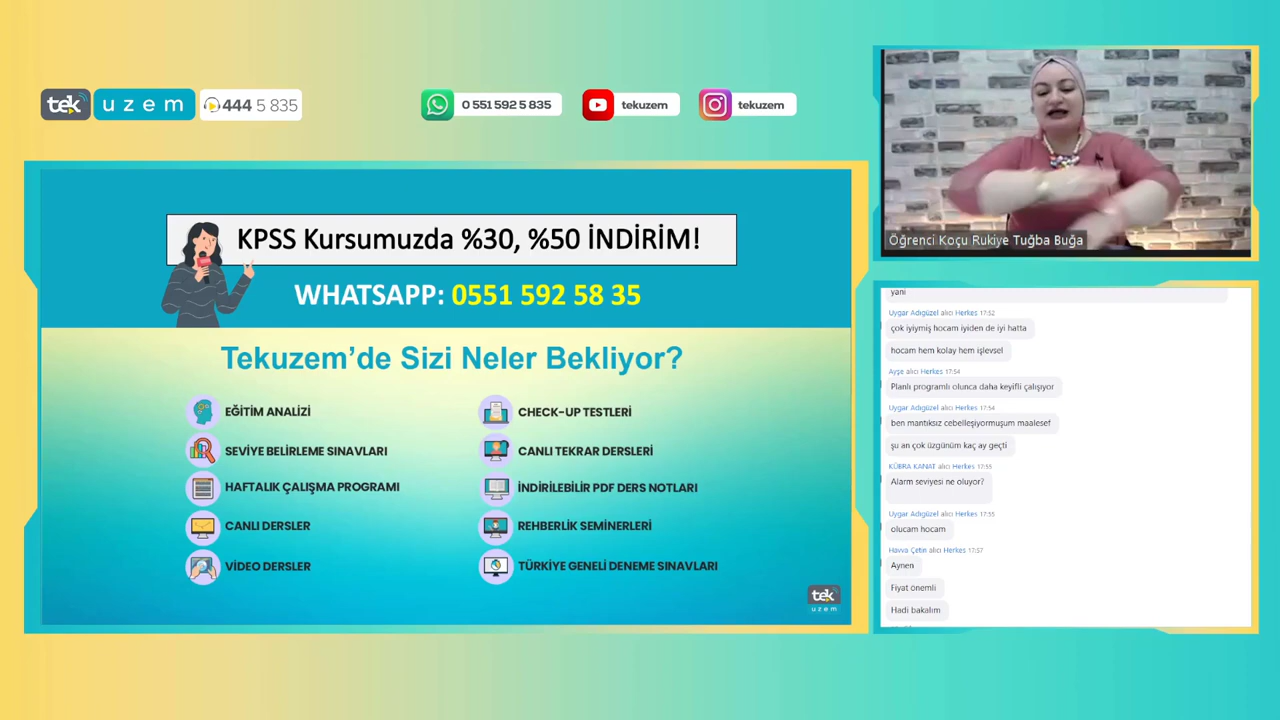 tek uzem 444 5 835
0 551 592 5 835
tekuzem
tekuzem
KPSS Kursumuzda %30, %50 İNDİRİM!
WHATSAPP: 0551 592 58 35
Tekuzem’de Sizi Neler Bekliyor?
EĞİTİM ANALİZİ
SEVİYE BELİRLEME SINAVLARI
HAFTALIK ÇALIŞMA PROGRAMI
CANLI DERSLER
VİDEO DERSLER
CHECK-UP TESTLERİ
CANLI TEKRAR DERSLERİ
İNDİRİLEBİLİR PDF DERS NOTLARI
REHBERLİK SEMİNERLERİ
TÜRKİYE GENELİ DENEME SINAVLARI
tek
uzem
Öğrenci Koçu Rukiye Tuğba Buğa
yani
Uygar Adıgüzel alıcı Herkes 17:52
çok iyiymiş hocam iyiden de iyi hatta
hocam hem kolay hem işlevsel
Ayşe alıcı Herkes 17:54
Planlı programlı olunca daha keyifli çalışıyor
Uygar Adıgüzel alıcı Herkes 17:54
ben mantıksız cebelleşiyormuşum maalesef
şu an çok üzgünüm kaç ay geçti
KÜBRA KANAT alıcı Herkes 17:55
Alarm seviyesi ne oluyor?
Uygar Adıgüzel alıcı Herkes 17:55
olucam hocam
Havva Çetin alıcı Herkes 17:57
Aynen
Fiyat önemli
Hadi bakalım